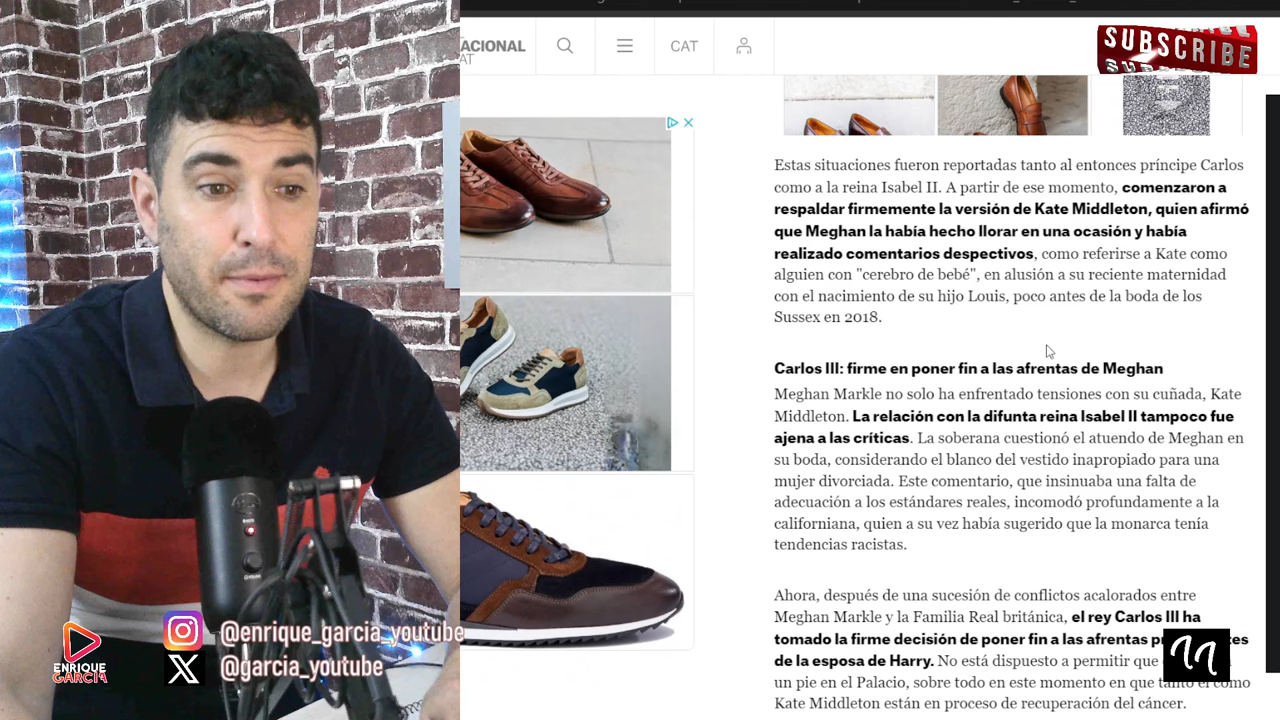 ACIONAL
CAT
AT
SUBSCRIBE
Estas situaciones fueron reportadas tanto al entonces príncipe Carlos
como a la reina Isabel II. A partir de ese momento, comenzaron a
respaldar firmemente la versión de Kate Middleton, quien afirmó
que Meghan la había hecho llorar en una ocasión y había
realizado comentarios despectivos, como referirse a Kate como
alguien con "cerebro de bebé", en alusión a su reciente maternidad
con el nacimiento de su hijo Louis, poco antes de la boda de los
Sussex en 2018.
Carlos III: firme en poner fin a las afrentas de Meghan
Meghan Markle no solo ha enfrentado tensiones con su cuñada, Kate
Middleton. La relación con la difunta reina Isabel II tampoco fue
ajena a las críticas. La soberana cuestionó el atuendo de Meghan en
su boda, considerando el blanco del vestido inapropiado para una
mujer divorciada. Este comentario, que insinuaba una falta de
adecuación a los estándares reales, incomodó profundamente a la
californiana, quien a su vez había sugerido que la monarca tenía
tendencias racistas.
Ahora, después de una sucesión de conflictos acalorados entre
Meghan Markle y la Familia Real británica, el rey Carlos III ha
tomado la firme decisión de poner fin a las afrentas
de la esposa de Harry. No está dispuesto a permitir que
un pie en el Palacio, sobre todo en este momento en que tanto él como
Kate Middleton están en proceso de recuperación del cáncer.
ENRIQUE
GARCIA
@enrique_garcia_youtube
@garcia_youtube